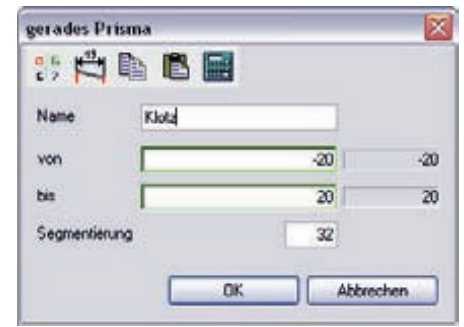 gerades Prisma
Name Klotz
von -20 -20
bis 20 20
Segmentierung 32
OK Abbrechen